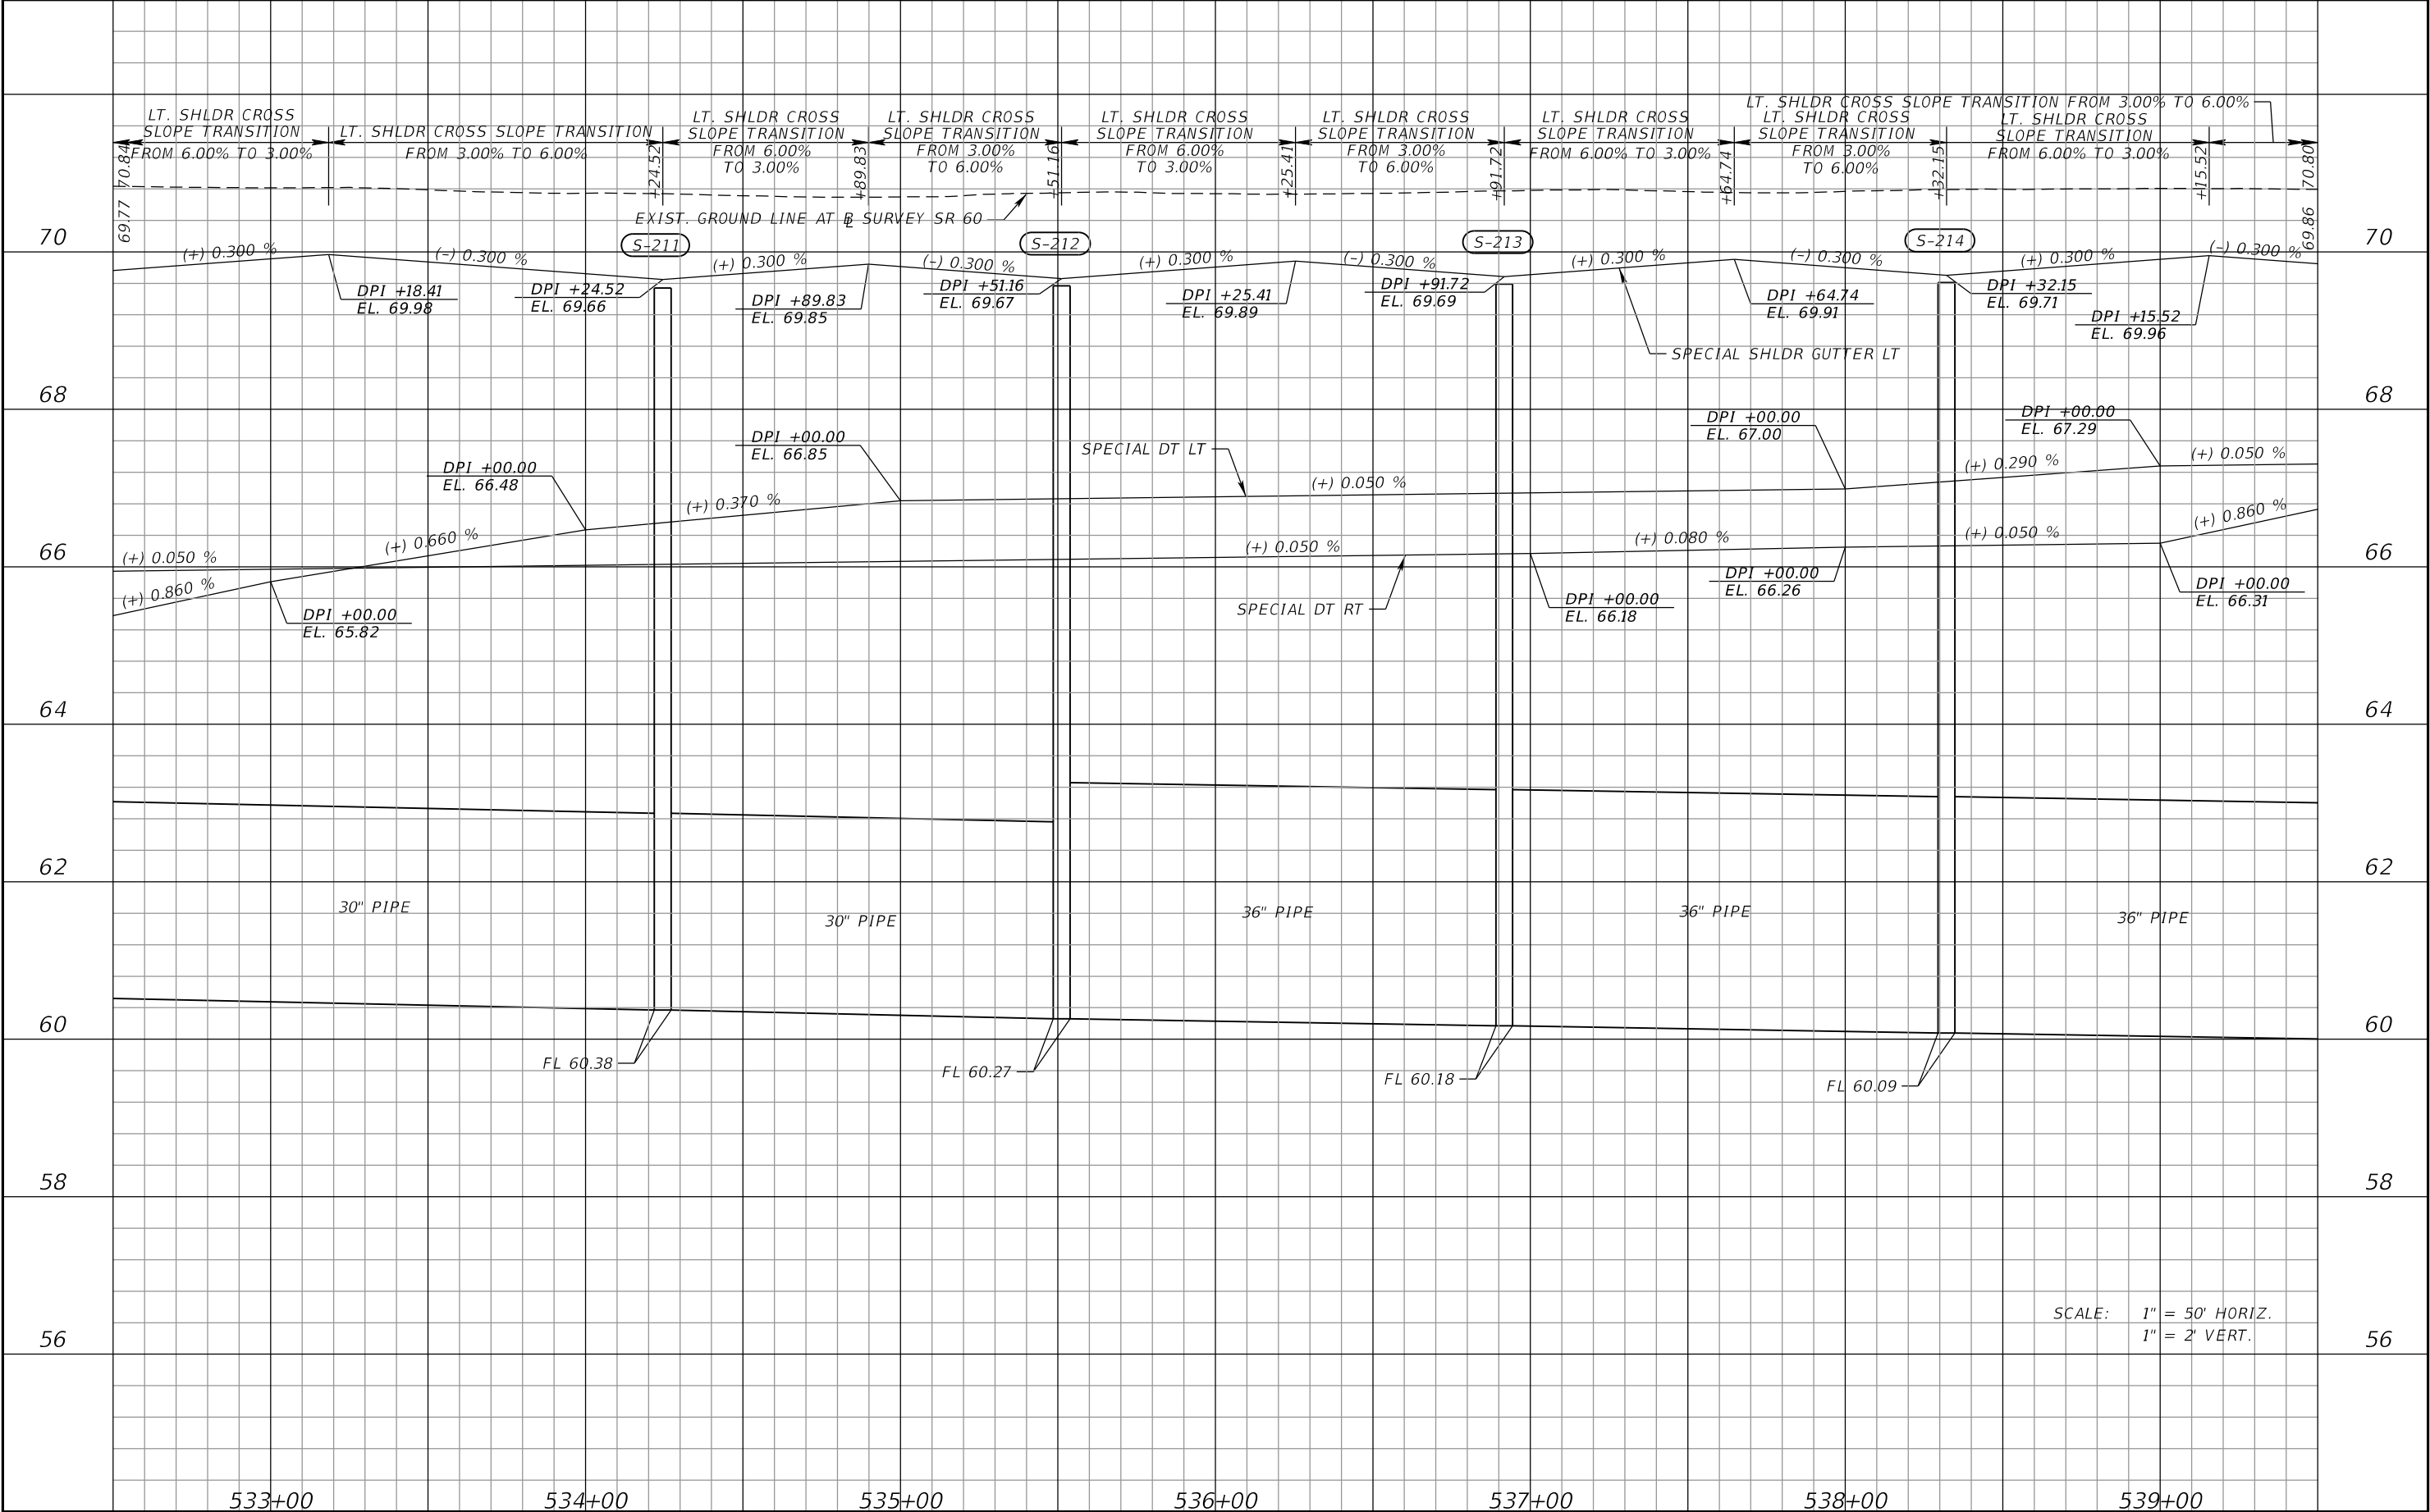 LT. SHLDR CROSS SLOPE TRANSITION FROM 3.00% TO 6.00%
LT. SHLDR CROSS
SLOPE TRANSITION
FROM 6.00% TO 3.00%
LT. SHLDR CROSS SLOPE TRANSITION
FROM 3.00% TO 6.00%
LT. SHLDR CROSS
SLOPE TRANSITION
FROM 6.00%
TO 3.00%
LT. SHLDR CROSS
SLOPE TRANSITION
FROM 3.00%
TO 6.00%
LT. SHLDR CROSS
SLOPE TRANSITION
FROM 6.00%
TO 3.00%
LT. SHLDR CROSS
SLOPE TRANSITION
FROM 3.00%
TO 6.00%
LT. SHLDR CROSS
SLOPE TRANSITION
FROM 6.00% TO 3.00%
LT. SHLDR CROSS
SLOPE TRANSITION
FROM 3.00%
TO 6.00%
LT. SHLDR CROSS
SLOPE TRANSITION
FROM 6.00% TO 3.00%
70.84
69.77
+24.52
+89.83
+51.16
+25.41
+91.72
+64.74
+32.15
+15.52
70.80
69.86
EXIST. GROUND LINE AT BL SURVEY SR 60
70
70
S-211
S-212
S-213
S-214
(+) 0.300 %
(-) 0.300 %
(+) 0.300 %
(-) 0.300 %
(+) 0.300 %
(-) 0.300 %
(+) 0.300 %
(-) 0.300 %
(+) 0.300 %
(-) 0.300 %
DPI +18.41
EL. 69.98
DPI +24.52
EL. 69.66
DPI +89.83
EL. 69.85
DPI +51.16
EL. 69.67
DPI +25.41
EL. 69.89
DPI +91.72
EL. 69.69
DPI +64.74
EL. 69.91
DPI +32.15
EL. 69.71
DPI +15.52
EL. 69.96
SPECIAL SHLDR GUTTER LT
68
68
DPI +00.00
EL. 66.48
DPI +00.00
EL. 66.85
SPECIAL DT LT
DPI +00.00
EL. 67.00
DPI +00.00
EL. 67.29
(+) 0.660 %
(+) 0.370 %
(+) 0.050 %
(+) 0.290 %
(+) 0.050 %
66
66
(+) 0.050 %
(+) 0.860 %
(+) 0.050 %
(+) 0.080 %
(+) 0.050 %
(+) 0.860 %
DPI +00.00
EL. 65.82
SPECIAL DT RT
DPI +00.00
EL. 66.18
DPI +00.00
EL. 66.26
DPI +00.00
EL. 66.31
64
64
62
62
30" PIPE
30" PIPE
36" PIPE
36" PIPE
36" PIPE
60
60
FL 60.38
FL 60.27
FL 60.18
FL 60.09
58
58
SCALE: 1" = 50' HORIZ.
1" = 2' VERT.
56
56
533+00
534+00
535+00
536+00
537+00
538+00
539+00